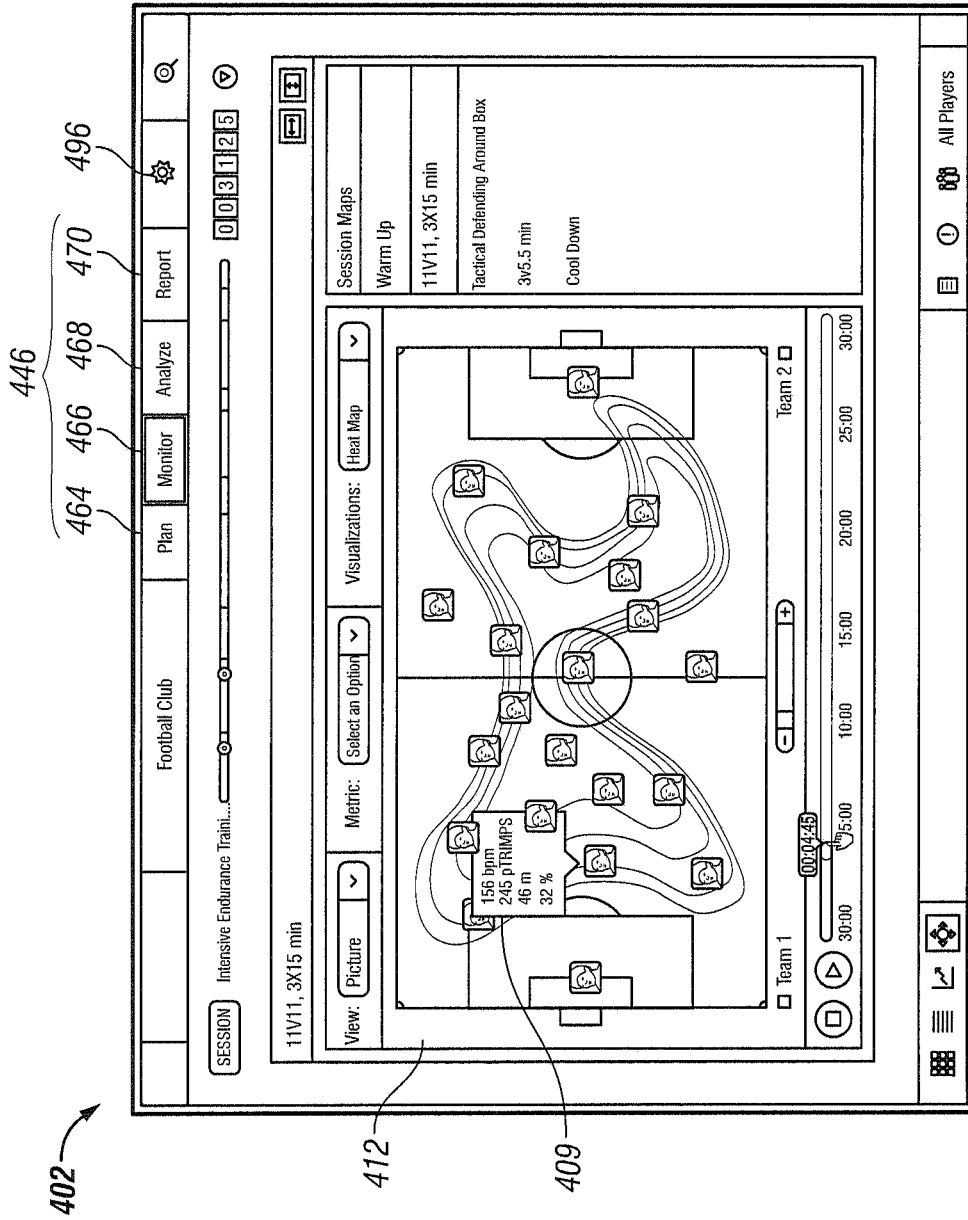 402
446
464
466
468
470
496
Football Club
Plan
Monitor
Analyze
Report
SESSION
Intensive Endurance Traini...
0 0 3 1 2 5
11V11, 3X15 min
View:
Picture
Metric:
Select an Option
Visualizations:
Heat Map
Session Maps
Warm Up
11V11, 3X15 min
Tactical Defending Around Box
3v5.5 min
Cool Down
412
156 bpm
245 pTRIMPS
46 m
32 %
409
Team 1
- +
Team 2
00:04:45
30:00
5:00
10:00
15:00
20:00
25:00
30:00
All Players